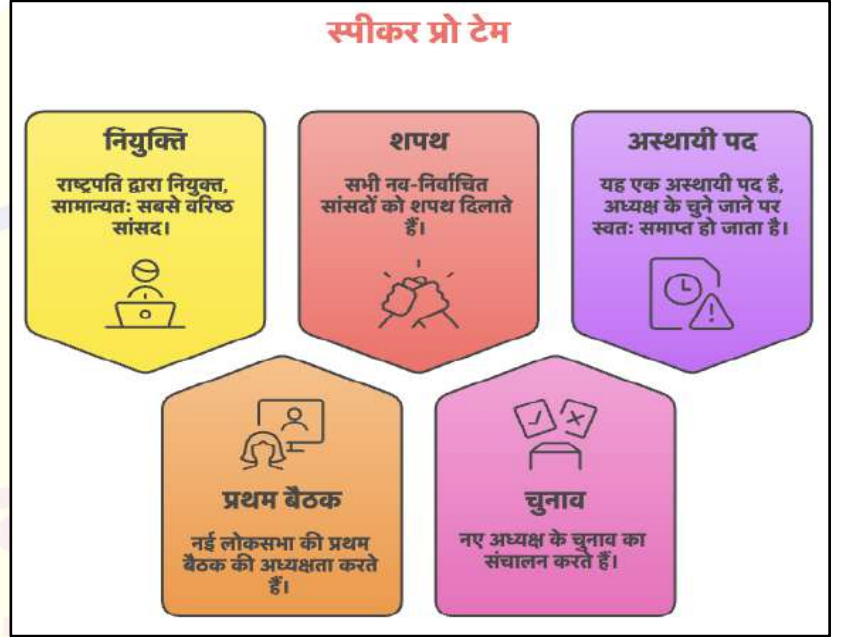 स्पीकर प्रो टेम
नियुक्ति
राष्ट्रपति द्वारा नियुक्त,
सामान्यतः सबसे वरिष्ठ
सांसद।
शपथ
सभी नव-निर्वाचित
सांसदों को शपथ दिलाते
हैं।
अस्थायी पद
यह एक अस्थायी पद है,
अध्यक्ष के चुने जाने पर
स्वतः समाप्त हो जाता है।
प्रथम बैठक
नई लोकसभा की प्रथम
बैठक की अध्यक्षता करते
हैं।
चुनाव
नए अध्यक्ष के चुनाव का
संचालन करते हैं।